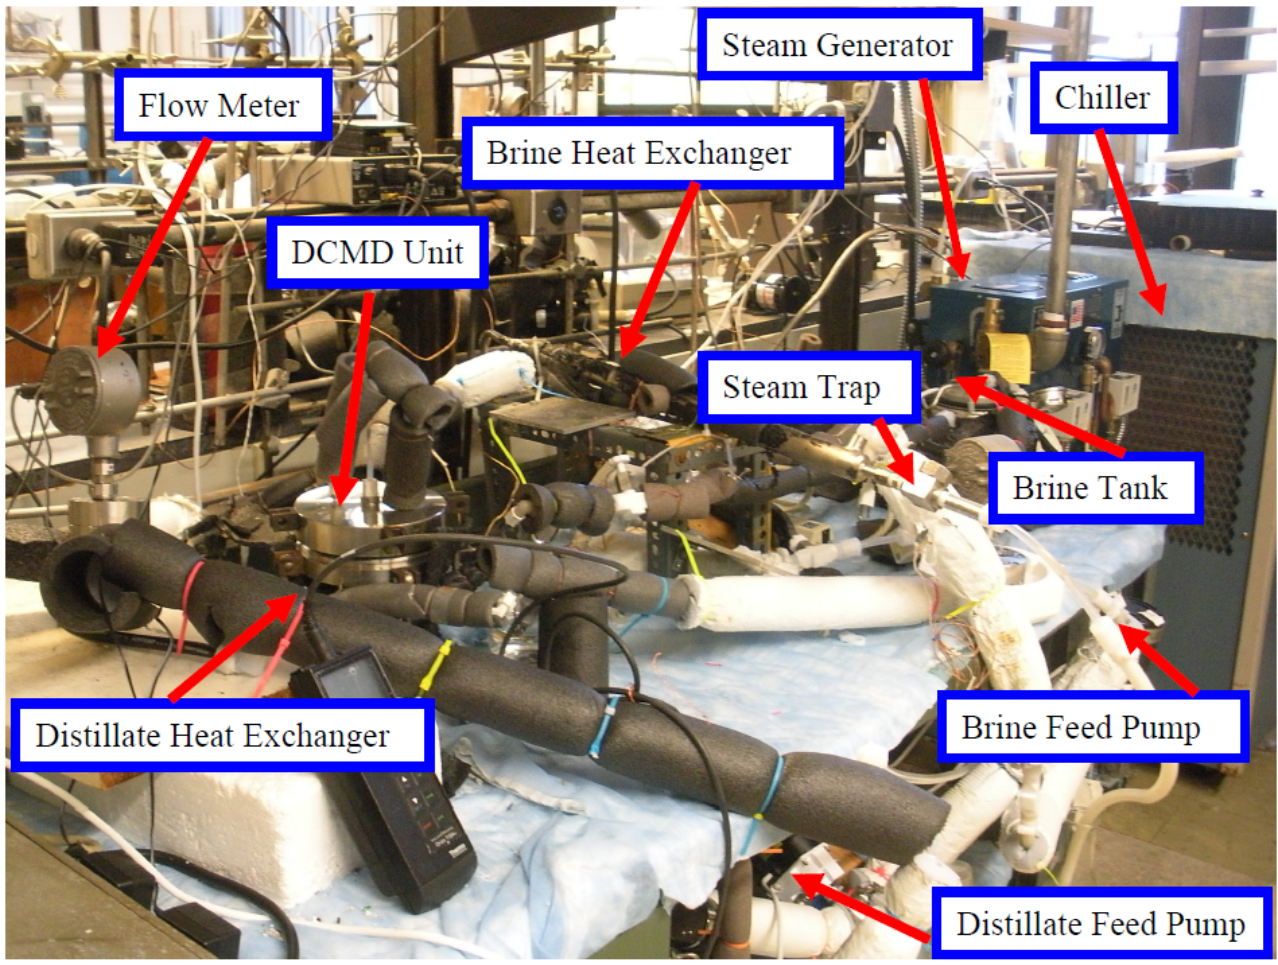 Steam Generator
Flow Meter
Chiller
Brine Heat Exchanger
DCMD Unit
Steam Trap
Brine Tank
Distillate Heat Exchanger
Brine Feed Pump
Distillate Feed Pump